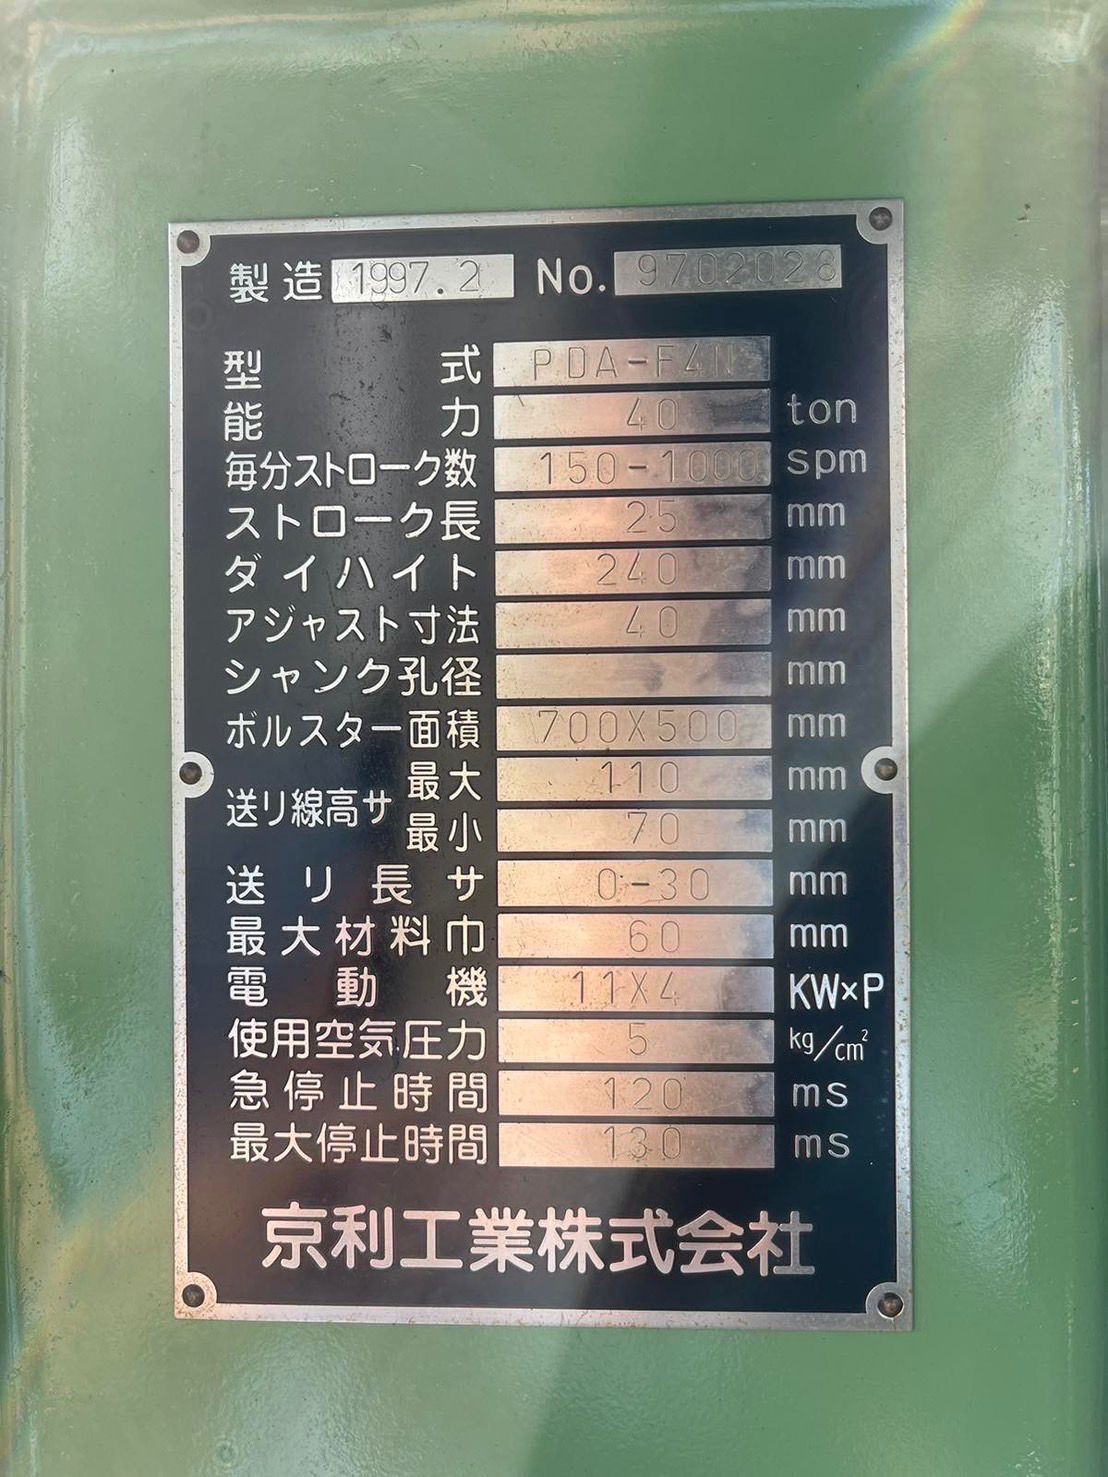 製造 1997.2 No. 9702028
型式 PDA-F4N
能力 40 ton
毎分ストローク数 150-1000 spm
ストローク長 25 mm
ダイハイト 240 mm
アジャスト寸法 40 mm
シャンク孔径 mm
ボルスター面積 700X500 mm
送リ線高サ 最大 110 mm
最小 70 mm
送リ長サ 0-30 mm
最大材料巾 60 mm
電動機 11X4 KW×P
使用空気圧力 5 kg/cm²
急停止時間 120 ms
最大停止時間 130 ms
京利工業株式会社